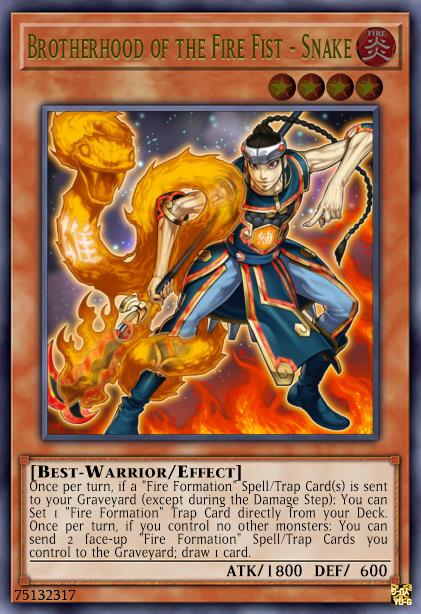 BROTHERHOOD OF THE FIRE FIST - SNAKE
FIRE
炎
[BEST-WARRIOR/EFFECT]
Once per turn, if a "Fire Formation" Spell/Trap Card(s) is sent
to your Graveyard (except during the Damage Step): You can
Set 1 "Fire Formation" Trap Card directly from your Deck.
Once per turn, if you control no other monsters: You can
send 2 face-up "Fire Formation" Spell/Trap Cards you
control to the Graveyard; draw 1 card.
ATK/1800 DEF/ 600
75132317